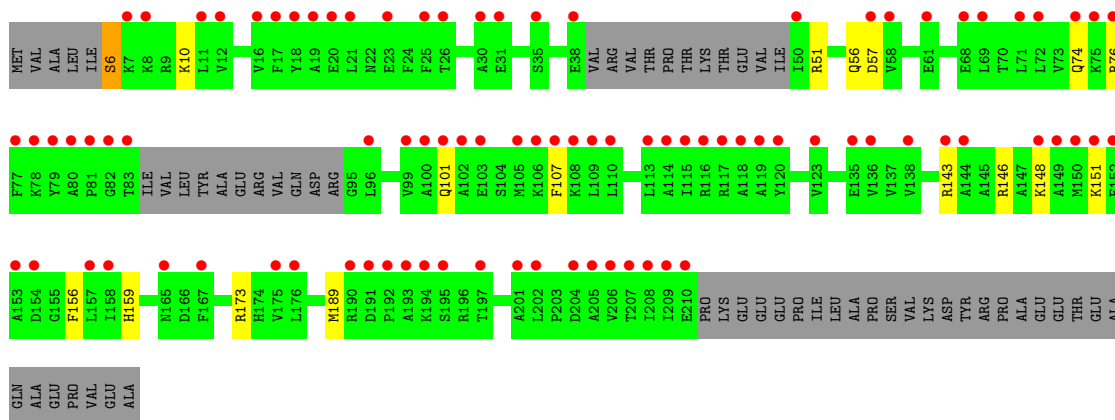 MET VAL ALA LEU ILE S6 K7 K8 R9 K10 L11 V12 V16 F17 Y18 A19 E20 L21 N22 E23 F24 F25 T26 A30 E31 S35 E38 VAL ARG VAL THR PRO THR LYS THR GLU VAL ILE I50 R51 Q56 D57 V58 E61 E68 L69 T70 L71 L72 V73 Q74 K75 R76
F77 K78 Y79 A80 P81 G82 T83 ILE VAL LEU TYR ALA GLU ARG VAL GLN ASP ARG G95 L96 V99 A100 Q101 A102 E103 S104 M105 K106 F107 K108 L109 L110 L113 A114 I115 R116 R117 A118 A119 Y120 V123 E135 V136 V137 V138 R143 A144 A145 R146 A147 K148 A149 M150 K151 F152
A153 D154 G155 F156 L157 I158 H159 N165 D166 F167 R173 H174 V175 L176 M189 R190 D191 P192 A193 K194 S195 R196 T197 A201 L202 P203 D204 A205 V206 T207 I208 I209 E210 PRO LYS GLU GLU GLU PRO ILE LEU ALA PRO SER VAL LYS ASP TYR ARG PRO ALA GLU GLU THR GLU ALA
GLN ALA GLU PRO VAL GLU ALA